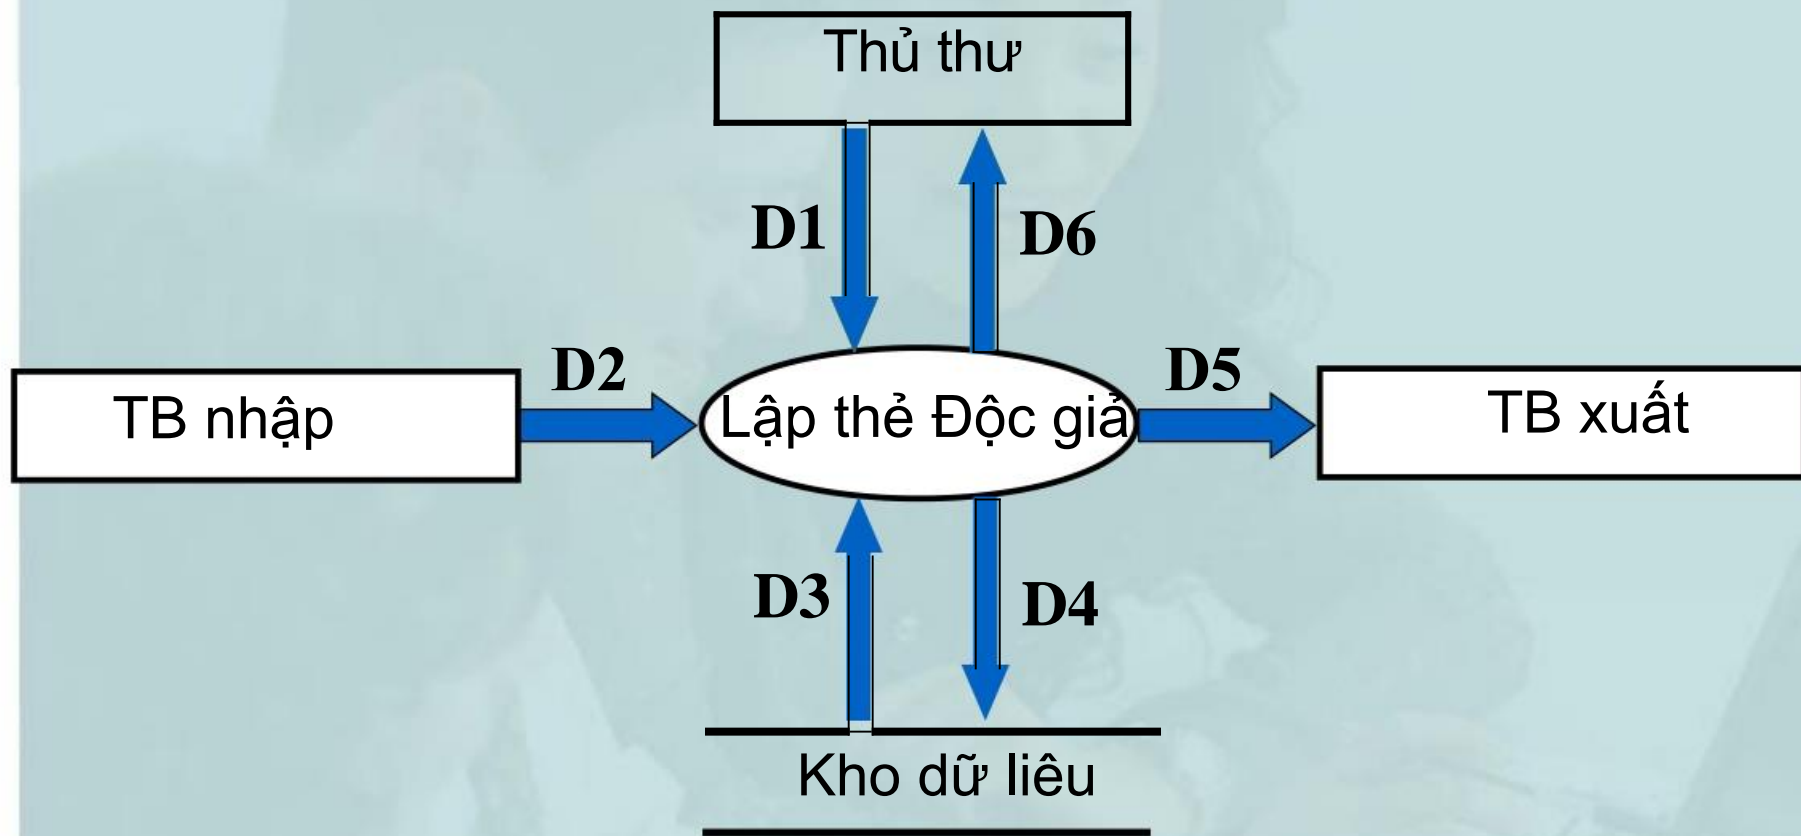 Thủ thư
D1
D6
TB nhập
D2
Lập thẻ Độc giả
D5
TB xuất
D3
D4
Kho dữ liêu